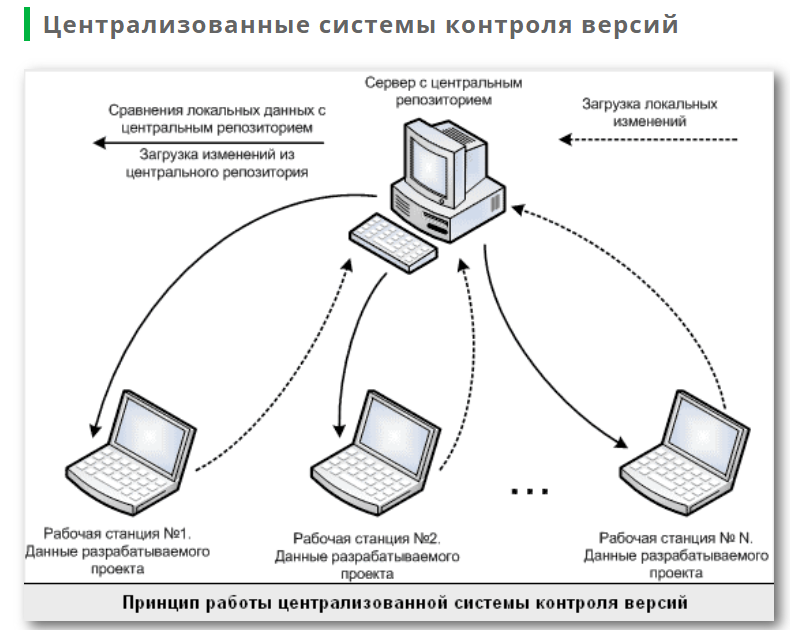 Централизованные системы контроля версий
Сервер с центральным
репозиторием
Сравнения локальных данных с
центральным репозиторием
Загрузка изменений из
центрального репозитория
Загрузка локальных
изменений
Рабочая станция №1.
Данные разрабатываемого
проекта
Рабочая станция №2.
Данные разрабатываемого
проекта
...
Рабочая станция № N.
Данные разрабатываемого
проекта
Принцип работы централизованной системы контроля версий